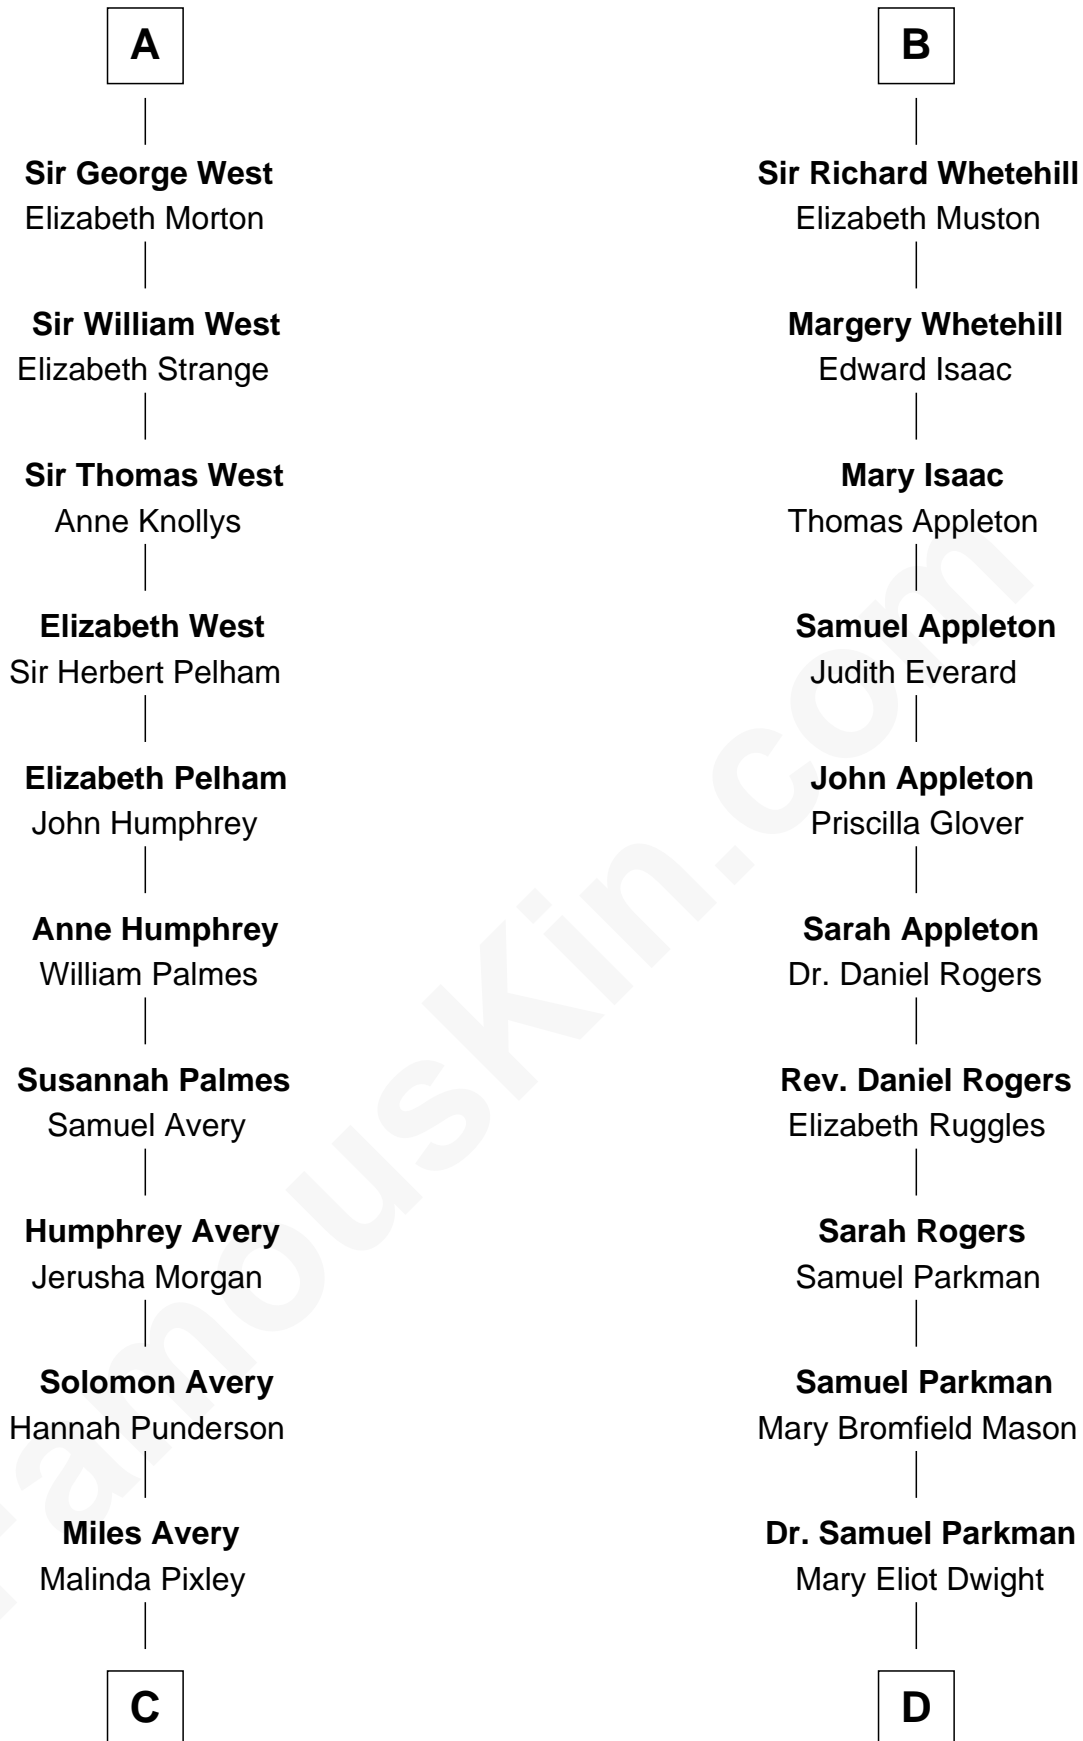 A
Sir George West
Elizabeth Morton
Sir William West
Elizabeth Strange
Sir Thomas West
Anne Knollys
Elizabeth West
Sir Herbert Pelham
Elizabeth Pelham
John Humphrey
Anne Humphrey
William Palmes
Susannah Palmes
Samuel Avery
Humphrey Avery
Jerusha Morgan
Solomon Avery
Hannah Punderson
Miles Avery
Malinda Pixley
C
B
Sir Richard Whetehill
Elizabeth Muston
Margery Whetehill
Edward Isaac
Mary Isaac
Thomas Appleton
Samuel Appleton
Judith Everard
John Appleton
Priscilla Glover
Sarah Appleton
Dr. Daniel Rogers
Rev. Daniel Rogers
Elizabeth Ruggles
Sarah Rogers
Samuel Parkman
Samuel Parkman
Mary Bromfield Mason
Dr. Samuel Parkman
Mary Eliot Dwight
D
FamousKin.com